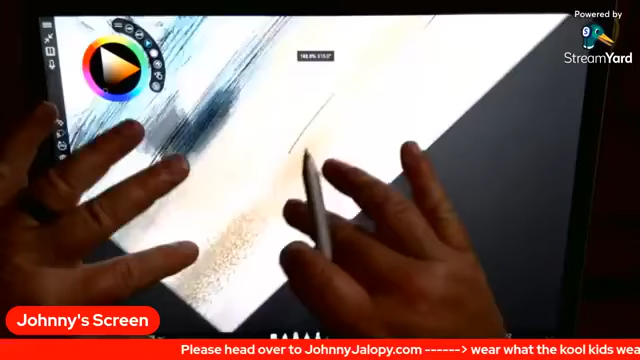 Powered by
StreamYard
Johnny's Screen
Please head over to JohnnyJalopy.com ------> wear what the kool kids wea